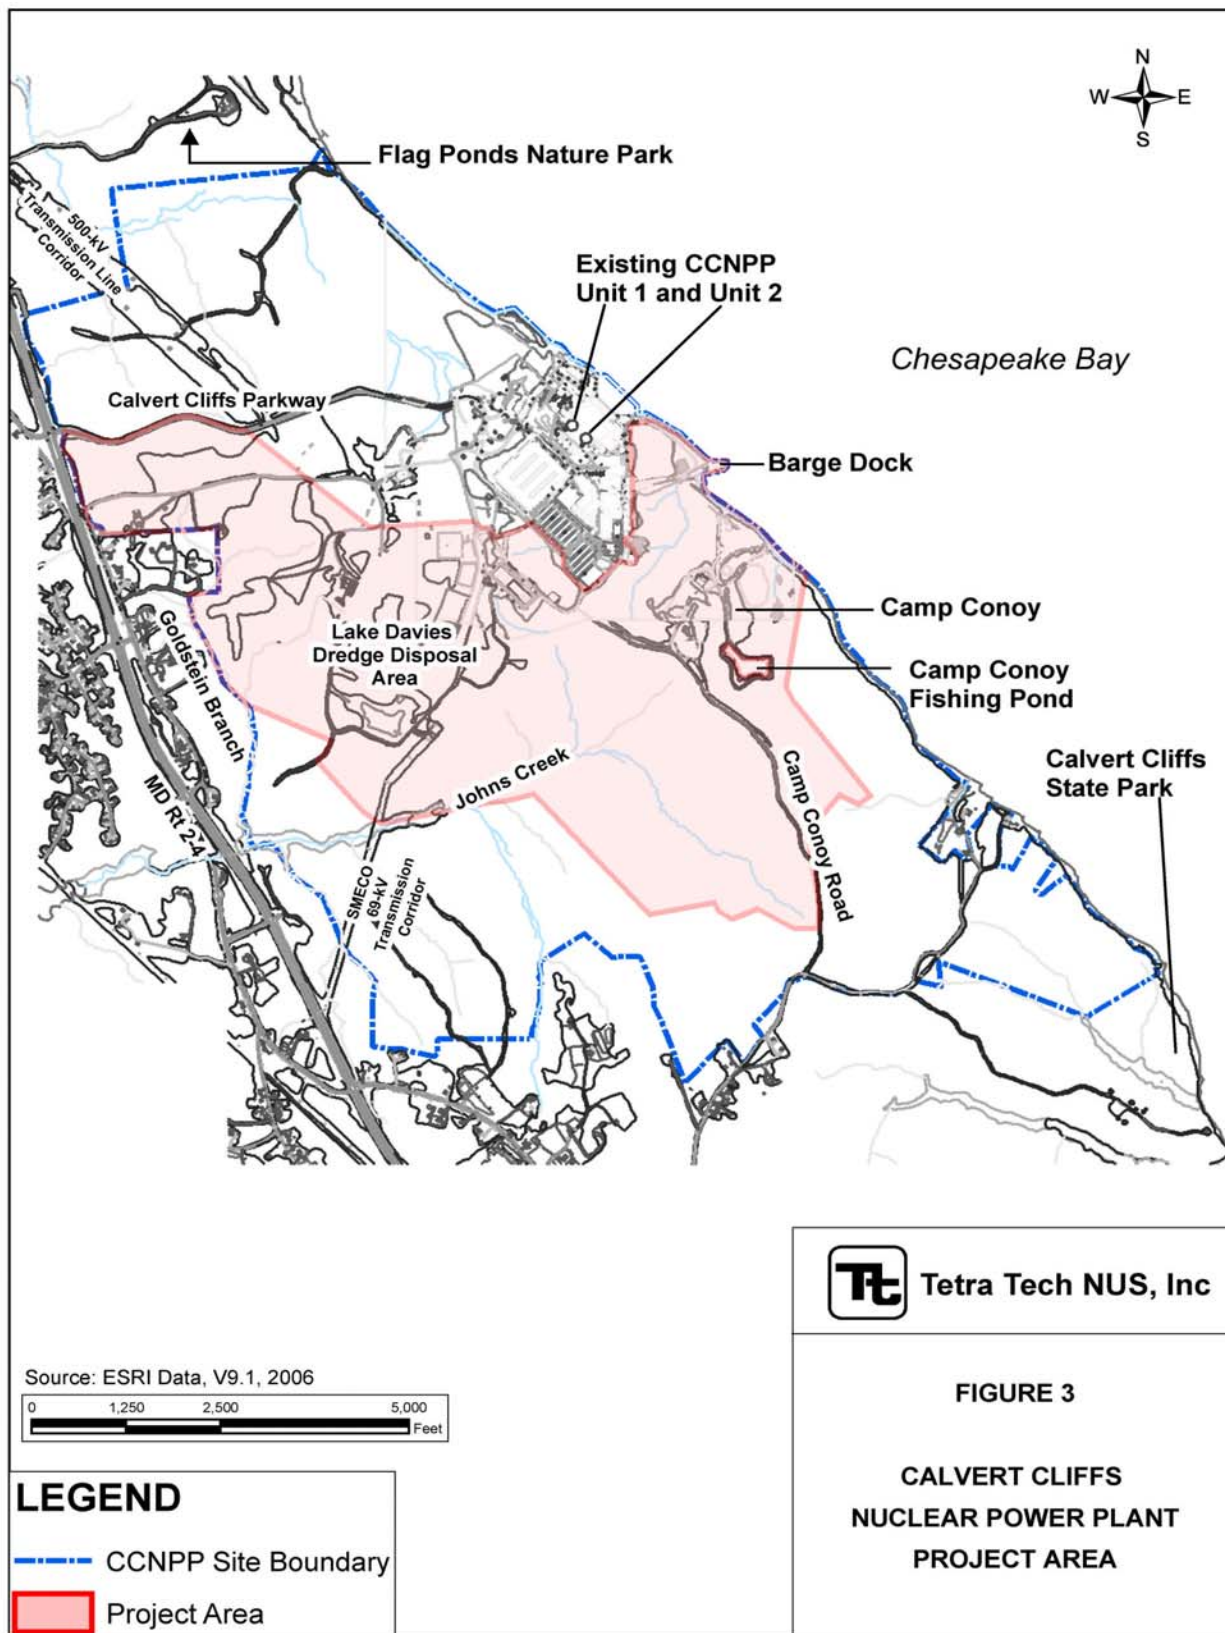 N
W E
S
Flag Ponds Nature Park
500-kV
Transmission Line
Corridor
Existing CCNPP
Unit 1 and Unit 2
Chesapeake Bay
Calvert Cliffs Parkway
Barge Dock
Camp Conoy
Lake Davies
Dredge Disposal
Area
Goldstein Branch
Camp Conoy
Fishing Pond
Calvert Cliffs
State Park
MD Rt 2-4
Johns Creek
Camp Conoy Road
SMECO
69-kV
Transmission
Corridor
Tt Tetra Tech NUS, Inc
Source: ESRI Data, V9.1, 2006
0 1,250 2,500 5,000
Feet
FIGURE 3
CALVERT CLIFFS
NUCLEAR POWER PLANT
PROJECT AREA
LEGEND
CCNPP Site Boundary
Project Area